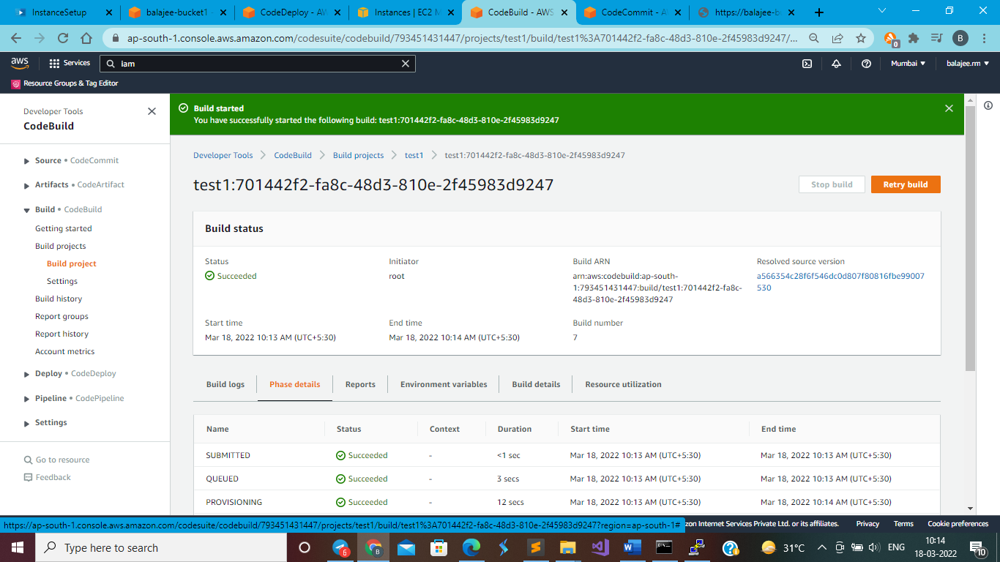 InstanceSetup
balajee-bucket1 -
CodeDeploy - AW
Instances | EC2 M
CodeBuild - AWS
CodeCommit - A
https://balajee-b
ap-south-1.console.aws.amazon.com/codesuite/codebuild/793451431447/projects/test1/build/test1%3A701442f2-fa8c-48d3-810e-2f45983d9247/...
0
B
aws
Services
iam
Mumbai
balajee.rm
Resource Groups & Tag Editor
Developer Tools
CodeBuild
Source • CodeCommit
Artifacts • CodeArtifact
Build • CodeBuild
Getting started
Build projects
Build project
Settings
Build history
Report groups
Report history
Account metrics
Deploy • CodeDeploy
Pipeline • CodePipeline
Settings
Go to resource
Feedback
Build started
You have successfully started the following build: test1:701442f2-fa8c-48d3-810e-2f45983d9247
Developer Tools > CodeBuild > Build projects > test1 > test1:701442f2-fa8c-48d3-810e-2f45983d9247
test1:701442f2-fa8c-48d3-810e-2f45983d9247
Stop build
Retry build
Build status
Status
Succeeded
Initiator
root
Build ARN
arn:aws:codebuild:ap-south-
1:793451431447:build/test1:701442f2-fa8c-
48d3-810e-2f45983d9247
Resolved source version
a566354c28f6f546dc0d807f80816fbe99007
530
Start time
Mar 18, 2022 10:13 AM (UTC+5:30)
End time
Mar 18, 2022 10:14 AM (UTC+5:30)
Build number
7
Build logs
Phase details
Reports
Environment variables
Build details
Resource utilization
Name Status Context Duration Start time End time
SUBMITTED Succeeded - <1 sec Mar 18, 2022 10:13 AM (UTC+5:30) Mar 18, 2022 10:13 AM (UTC+5:30)
QUEUED Succeeded - 3 secs Mar 18, 2022 10:13 AM (UTC+5:30) Mar 18, 2022 10:13 AM (UTC+5:30)
PROVISIONING Succeeded - 12 secs Mar 18, 2022 10:13 AM (UTC+5:30) Mar 18, 2022 10:14 AM (UTC+5:30)
https://ap-south-1.console.aws.amazon.com/codesuite/codebuild/793451431447/projects/test1/build/test1%3A701442f2-fa8c-48d3-810e-2f45983d9247?region=ap-south-1#
zon Internet Services Private Ltd. or its affiliates.
Privacy
Terms
Cookie preferences
Type here to search
6
B
31°C
ENG
10:14
18-03-2022
10